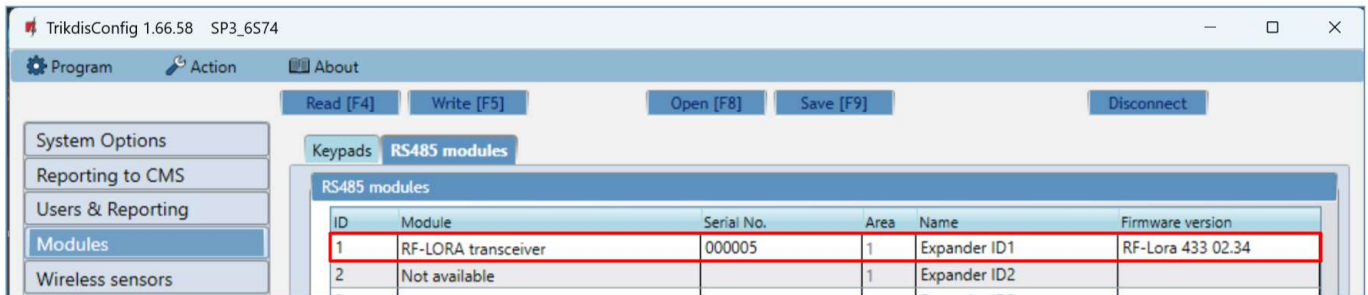 TrikdisConfig 1.66.58 SP3_6S74
Program Action About
Read [F4] Write [F5] Open [F8] Save [F9] Disconnect
System Options
Reporting to CMS
Users & Reporting
Modules
Wireless sensors
Keypads RS485 modules
RS485 modules
ID Module Serial No. Area Name Firmware version
1 RF-LORA transceiver 000005 1 Expander ID1 RF-Lora 433 02.34
2 Not available 1 Expander ID2